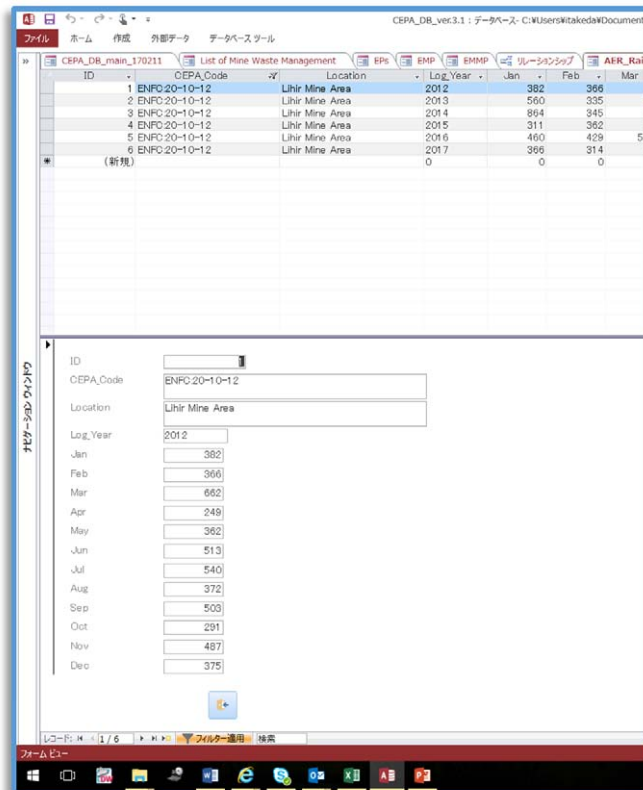 CEPA_DB_ver.3.1 : データベース- C:¥Users¥itakeda¥Document
ファイル ホーム 作成 外部データ データベース ツール
CEPA_DB_main_170211 List of Mine Waste Management EPs EMP EMMP リレーションシップ AER_Rai
ID CEPA_Code Location Log_Year Jan Feb Mar
1 ENFC:20-10-12 Lihir Mine Area 2012 382 366
2 ENFC:20-10-12 Lihir Mine Area 2013 560 335
3 ENFC:20-10-12 Lihir Mine Area 2014 864 345
4 ENFC:20-10-12 Lihir Mine Area 2015 311 362
5 ENFC:20-10-12 Lihir Mine Area 2016 460 429 5
6 ENFC:20-10-12 Lihir Mine Area 2017 366 314
(新規) 0 0 0
ナビゲーション ウィンドウ
ID 1
CEPA_Code ENFC:20-10-12
Location Lihir Mine Area
Log_Year 2012
Jan 382
Feb 366
Mar 662
Apr 249
May 362
Jun 513
Jul 540
Aug 372
Sep 503
Oct 291
Nov 487
Dec 375
レコード: 1 / 6 フィルター適用 検索
フォーム ビュー